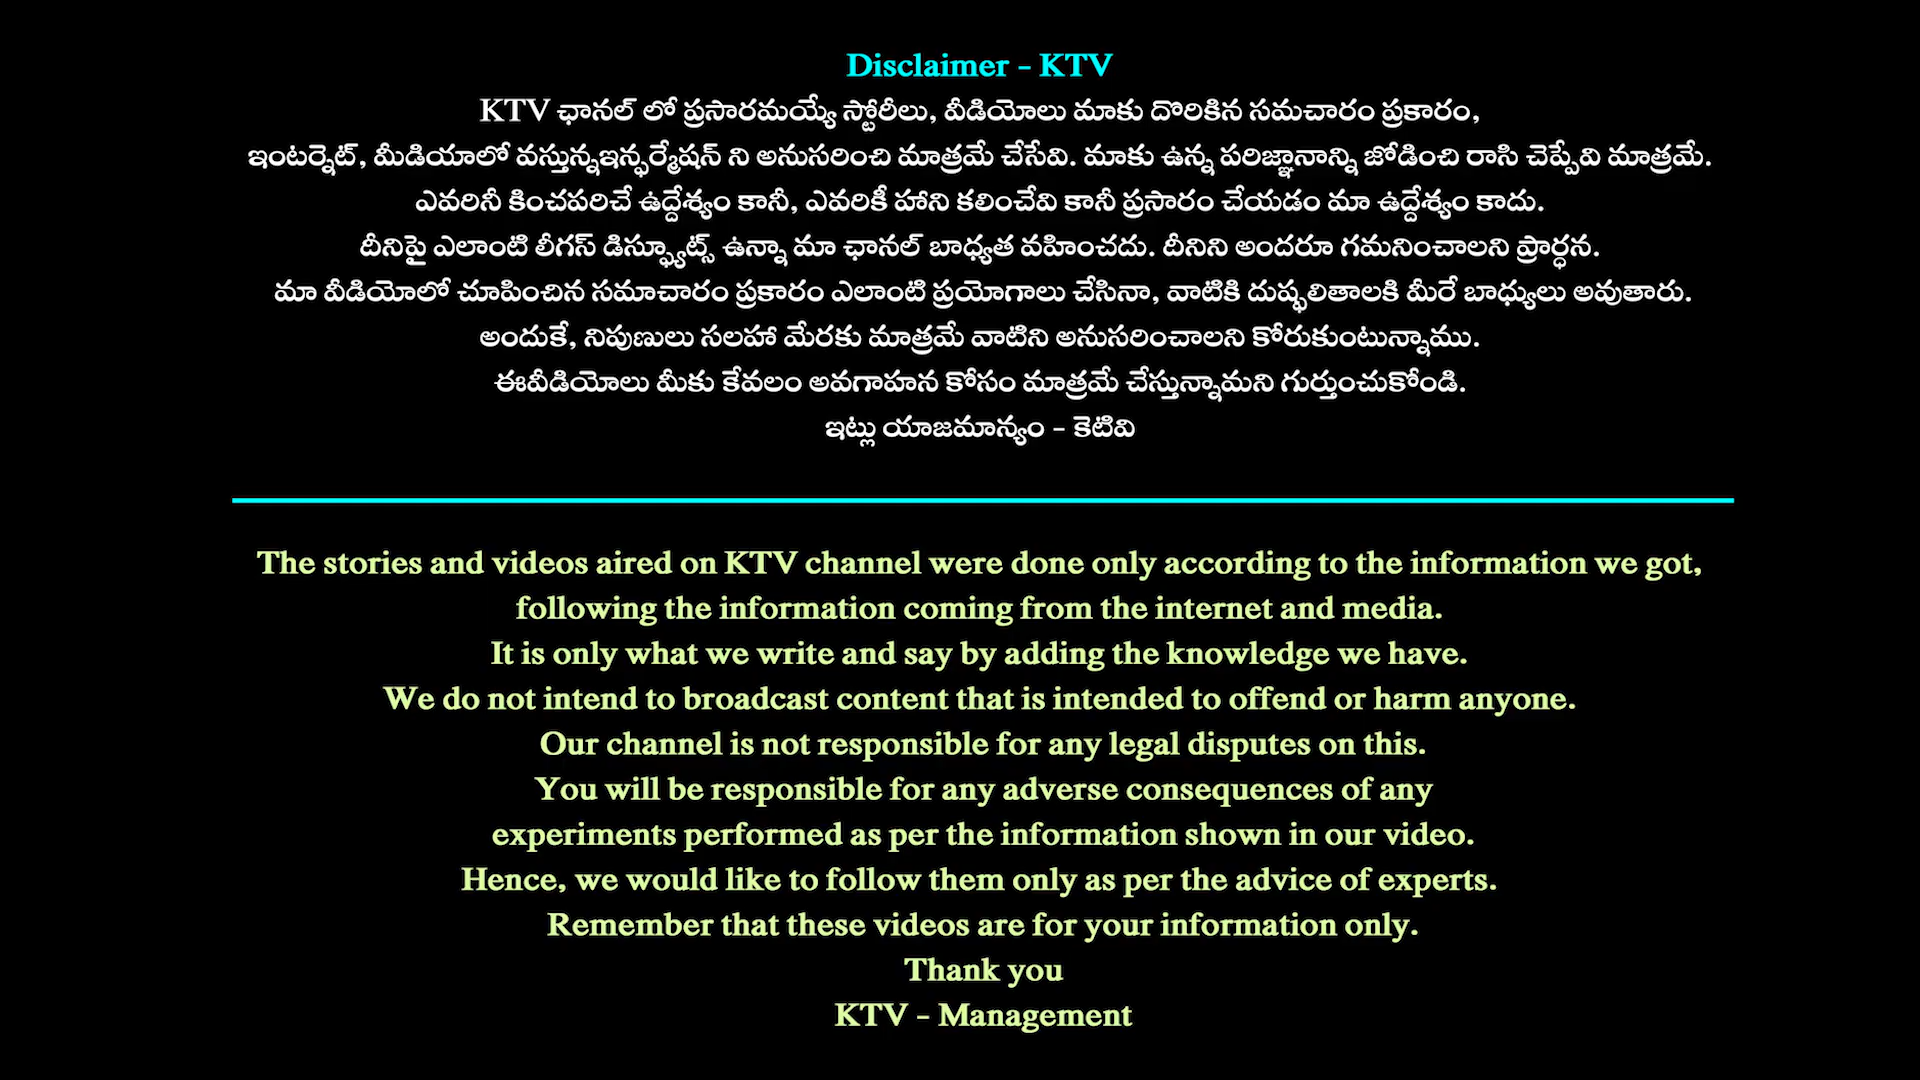 Disclaimer - KTV
KTV ఛానల్ లో ప్రసారమయ్యే స్టోరీలు, వీడియోలు మాకు దొరికిన సమచారం ప్రకారం,
ఇంటర్నెట్, మీడియాలో వస్తున్నఇన్ఫర్మేషన్ ని అనుసరించి మాత్రమే చేసేవి. మాకు ఉన్న పరిజ్ఞానాన్ని జోడించి రాసి చెప్పేవి మాత్రమే.
ఎవరినీ కించపరిచే ఉద్దేశ్యం కానీ, ఎవరికీ హాని కలించేవి కానీ ప్రసారం చేయడం మా ఉద్దేశ్యం కాదు.
దీనిపై ఎలాంటి లీగస్ డిస్ఫ్యూట్స్ ఉన్నా మా ఛానల్ బాధ్యత వహించదు. దీనిని అందరూ గమనించాలని ప్రార్ధన.
మా వీడియోలో చూపించిన సమాచారం ప్రకారం ఎలాంటి ప్రయోగాలు చేసినా, వాటికి దుష్ఫలితాలకి మీరే బాధ్యులు అవుతారు.
అందుకే, నిపుణులు సలహా మేరకు మాత్రమే వాటిని అనుసరించాలని కోరుకుంటున్నాము.
ఈవీడియోలు మీకు కేవలం అవగాహన కోసం మాత్రమే చేస్తున్నామని గుర్తుంచుకోండి.
ఇట్లు యాజమాన్యం - కెటివి
The stories and videos aired on KTV channel were done only according to the information we got,
following the information coming from the internet and media.
It is only what we write and say by adding the knowledge we have.
We do not intend to broadcast content that is intended to offend or harm anyone.
Our channel is not responsible for any legal disputes on this.
You will be responsible for any adverse consequences of any
experiments performed as per the information shown in our video.
Hence, we would like to follow them only as per the advice of experts.
Remember that these videos are for your information only.
Thank you
KTV - Management